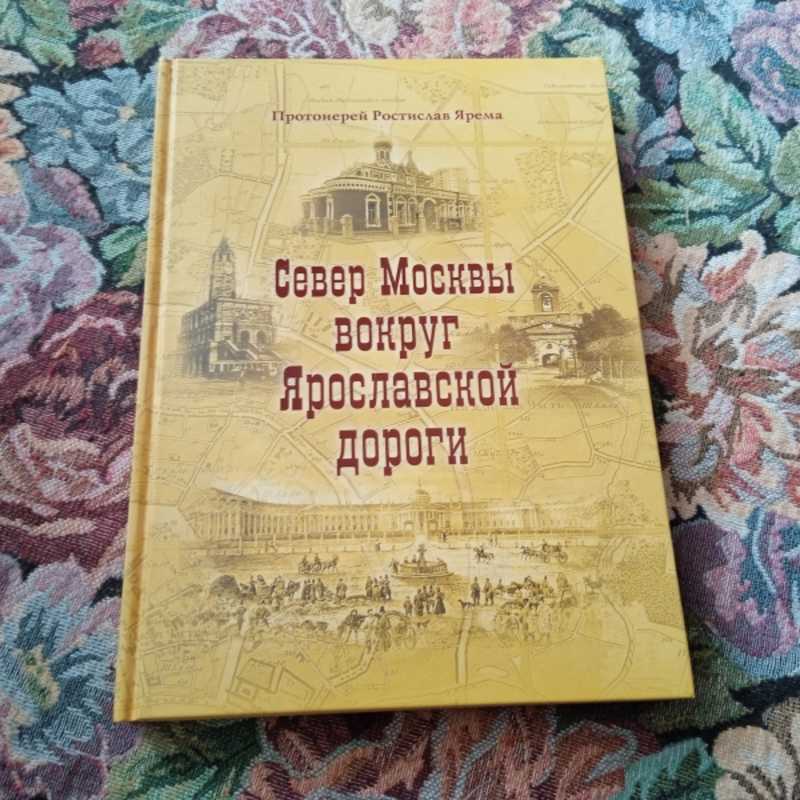 Протоиерей Ростислав Ярема
Север Москвы
вокруг
Ярославской
дороги